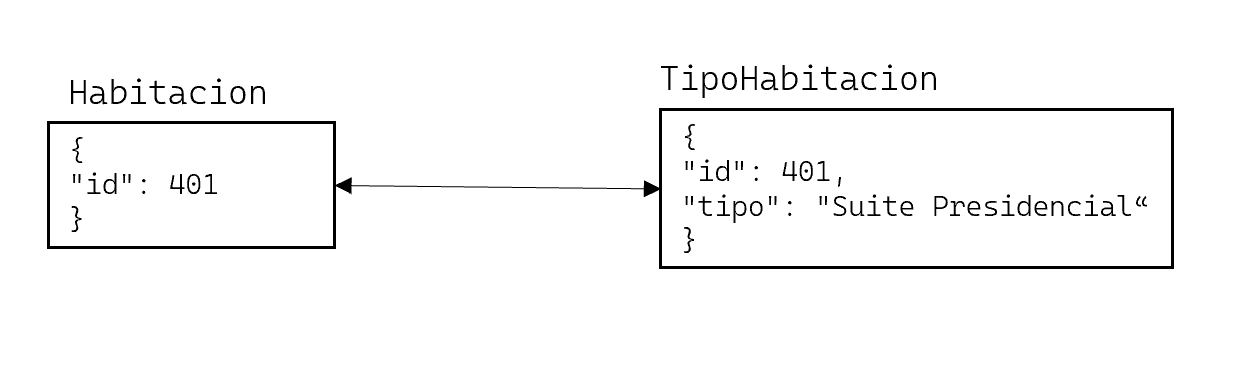 Habitacion
{
"id": 401
}
TipoHabitacion
{
"id": 401,
"tipo": "Suite Presidencial“
}